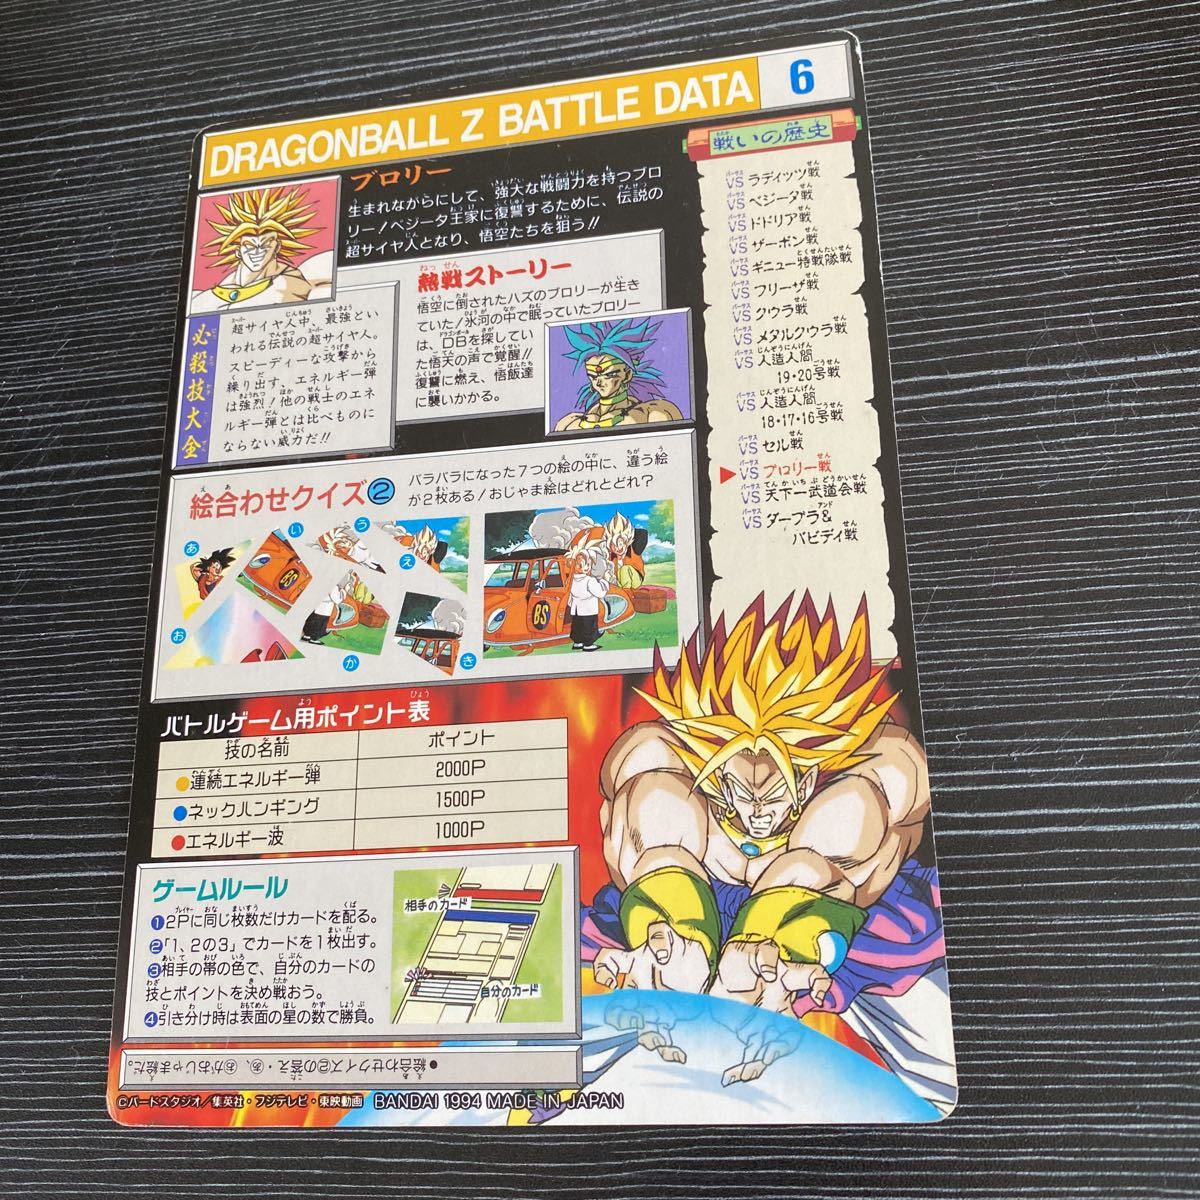 DRAGONBALL Z BATTLE DATA
6
ブロリー
生まれながらにして、強大な戦闘力を持つブロ
リー！ベジータ王家に復讐するために、伝説の
超サイヤ人となり、悟空たちを狙う!!
必殺技大全
超サイヤ人中、最強とい
われる伝説の超サイヤ人。
スピーディーな攻撃から
繰り出す、エネルギー弾
は強烈！他の戦士のエネ
ルギー弾とは比べものに
ならない威力だ!!
熱戦ストーリー
悟空に倒されたハズのブロリーが生き
ていた！氷河の中で眠っていたブロリー
は、D日を探してい
た悟天の声で覚醒!!
復讐に燃え、悟飯達
に襲いかかる。
戦いの歴史
VS ラディッツ戦
VS ベジータ戦
VS ドドリア戦
VS ザーボン戦
VS ギニュー特戦隊戦
VS フリーザ戦
VS クウラ戦
VS メタルクウラ戦
VS 人造人間
19・20号戦
VS 人造人間
18・17・16号戦
VS セル戦
VS ブロリー戦
VS 天下一武道会戦
VS ダーブラ&
バビディ戦
絵合わせクイズ②
バラバラになった7つの絵の中に、違う絵
が2枚ある！おじゃま絵はどれとどれ？
あ
い
う
え
お
か
き
BS
BS
バトルゲーム用ポイント表
技の名前 ポイント
●連続エネルギー弾 2000P
●ネックハンギング 1500P
●エネルギー波 1000P
ゲームルール
❶2Pに同じ枚数だけカードを配る。
❷「1、2の3」でカードを1枚出す。
❸相手の帯の色で、自分のカードの
技とポイントを決め戦おう。
❹引き分け時は表面の星の数で勝負。
相手のカード
自分のカード
●絵合わせクイズ②の答え・あ、おがおじゃま絵だ。
©バードスタジオ／集英社・フジテレビ・東映動画 BANDAI 1994 MADE IN JAPAN